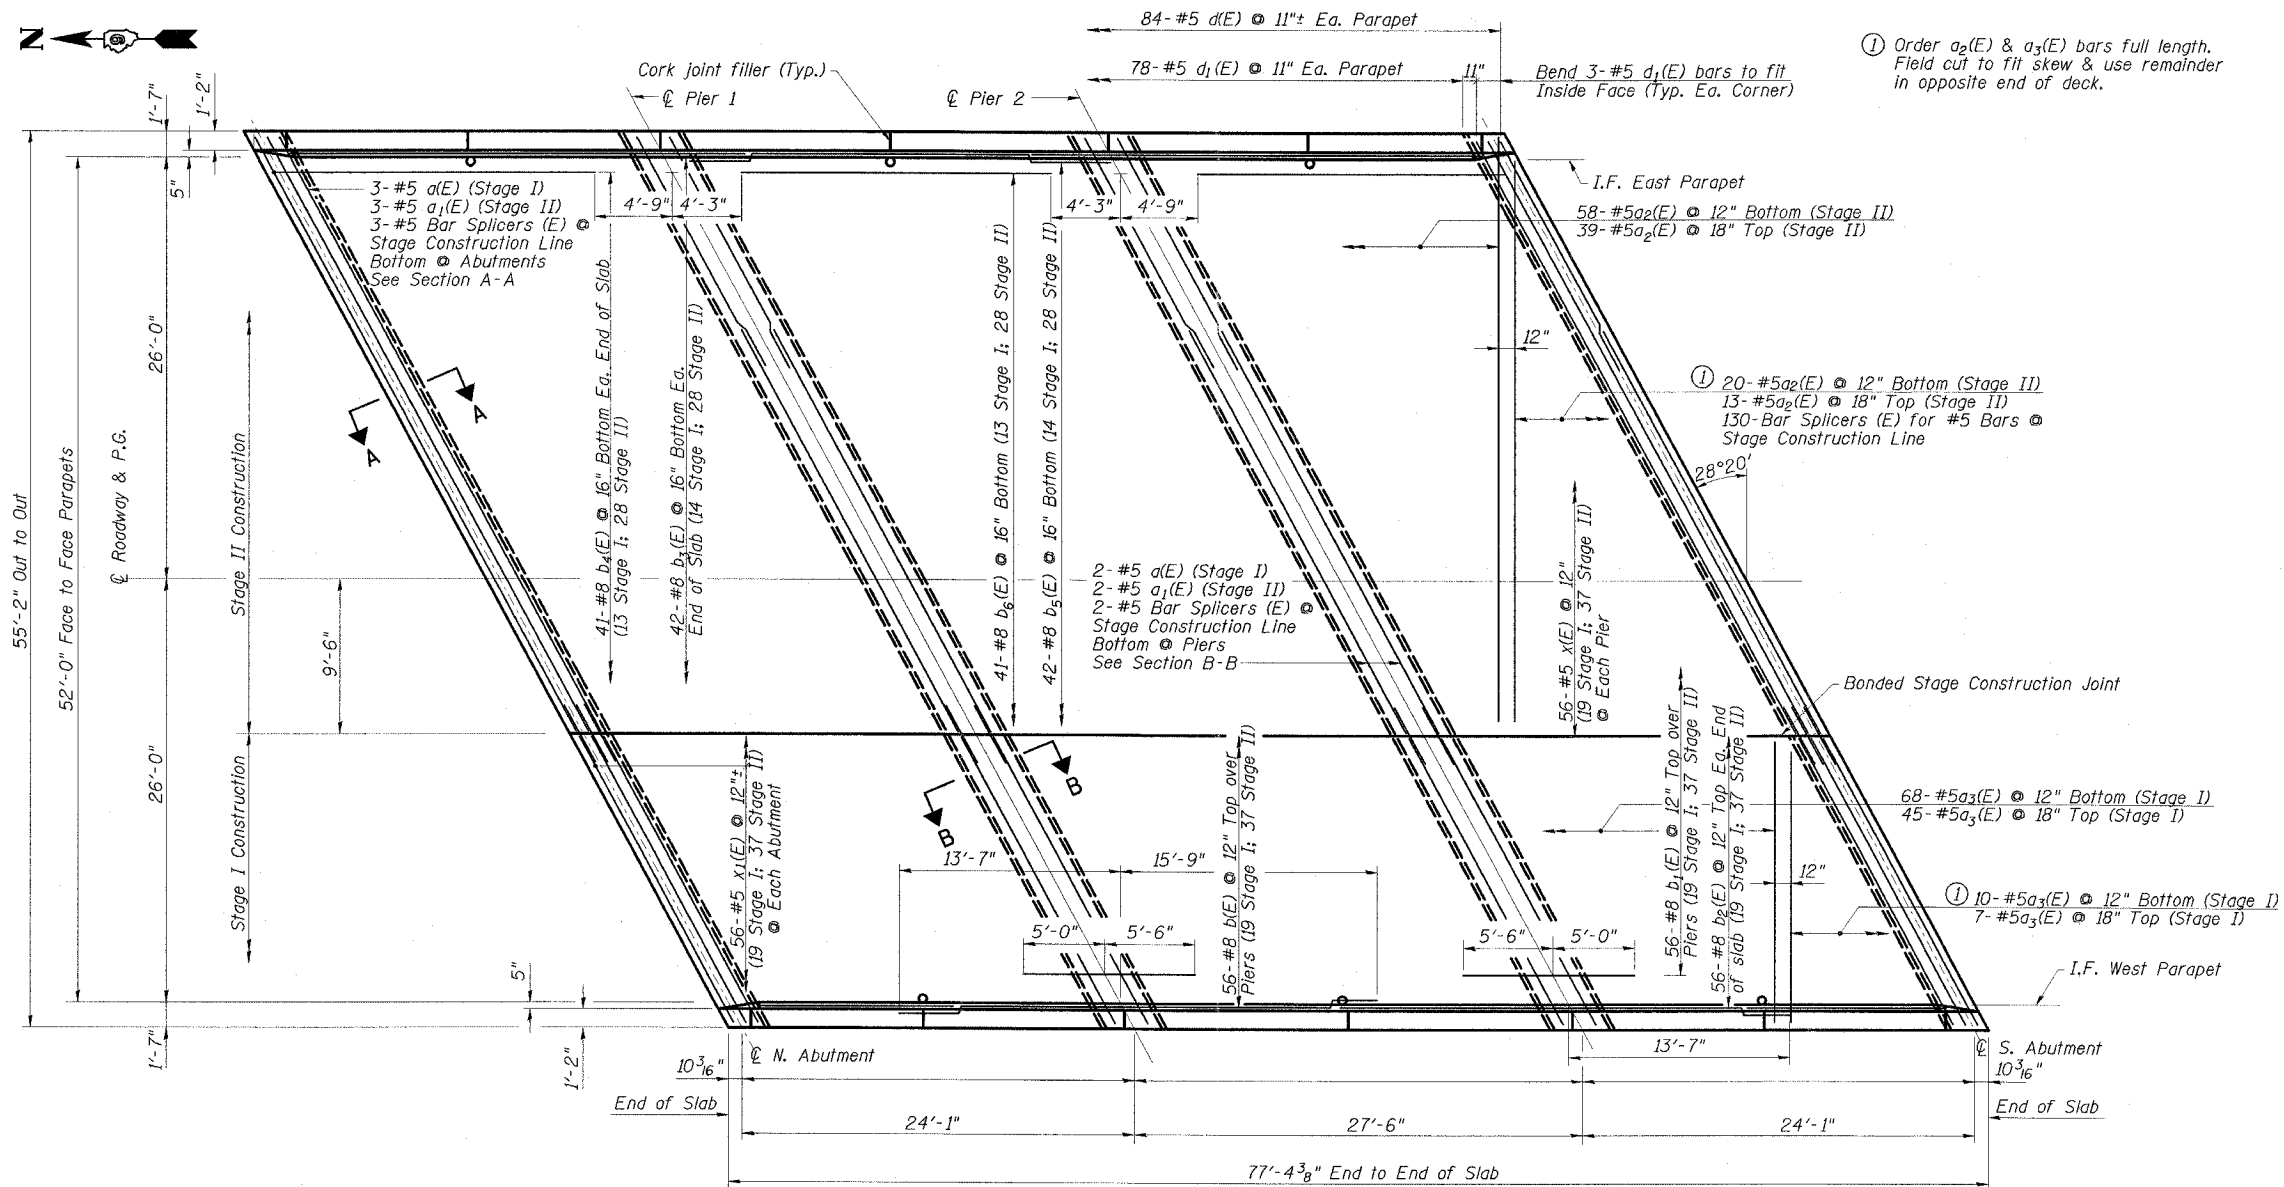 N
84-#5 d(E) @ 11"± Ea. Parapet
78-#5 d₁(E) @ 11" Ea. Parapet
11"
Bend 3-#5 d₁(E) bars to fit
Inside Face (Typ. Ea. Corner)
① Order a₂(E) & a₃(E) bars full length.
Field cut to fit skew & use remainder
in opposite end of deck.
Cork joint filler (Typ.)
℄ Pier 1
℄ Pier 2
1'-7"
1'-2"
5"
3-#5 a(E) (Stage I)
3-#5 a₁(E) (Stage II)
3-#5 Bar Splicers (E) @
Stage Construction Line
Bottom @ Abutments
See Section A-A
4'-9"
4'-3"
4'-3"
4'-9"
I.F. East Parapet
58-#5a₂(E) @ 12" Bottom (Stage II)
39-#5a₂(E) @ 18" Top (Stage II)
12"
① 20-#5a₂(E) @ 12" Bottom (Stage II)
13-#5a₂(E) @ 18" Top (Stage II)
130-Bar Splicers (E) for #5 Bars @
Stage Construction Line
28°20'
55'-2" Out to Out
52'-0" Face to Face Parapets
℄ Roadway & P.G.
26'-0"
26'-0"
Stage II Construction
Stage I Construction
9'-6"
A
A
41-#8 b₄(E) @ 16" Bottom Ea. End of Slab
(13 Stage I; 28 Stage II)
42-#8 b₃(E) @ 16" Bottom Ea.
End of Slab (14 Stage I; 28 Stage II)
41-#8 b₆(E) @ 16" Bottom (13 Stage I; 28 Stage II)
42-#8 b₅(E) @ 16" Bottom (14 Stage I; 28 Stage II)
2-#5 a(E) (Stage I)
2-#5 a₁(E) (Stage II)
2-#5 Bar Splicers (E) @
Stage Construction Line
Bottom @ Piers
See Section B-B
56-#5 x(E) @ 12"
(19 Stage I; 37 Stage II)
@ Each Pier
Bonded Stage Construction Joint
56-#5 x₁(E) @ 12"±
(19 Stage I; 37 Stage II)
@ Each Abutment
B
B
13'-7"
15'-9"
56-#8 b(E) @ 12" Top over
Piers (19 Stage I; 37 Stage II)
56-#8 b₁(E) @ 12" Top over
Piers (19 Stage I; 37 Stage II)
56-#8 b₂(E) @ 12" Top Ea. End
of slab (19 Stage I; 37 Stage II)
68-#5a₃(E) @ 12" Bottom (Stage I)
45-#5a₃(E) @ 18" Top (Stage I)
12"
① 10-#5a₃(E) @ 12" Bottom (Stage I)
7-#5a₃(E) @ 18" Top (Stage I)
5'-0"
5'-6"
5'-6"
5'-0"
I.F. West Parapet
5"
1'-7"
1'-2"
℄ N. Abutment
13'-7"
℄ S. Abutment
10 3/16"
10 3/16"
End of Slab
End of Slab
24'-1"
27'-6"
24'-1"
77'-4 3/8" End to End of Slab